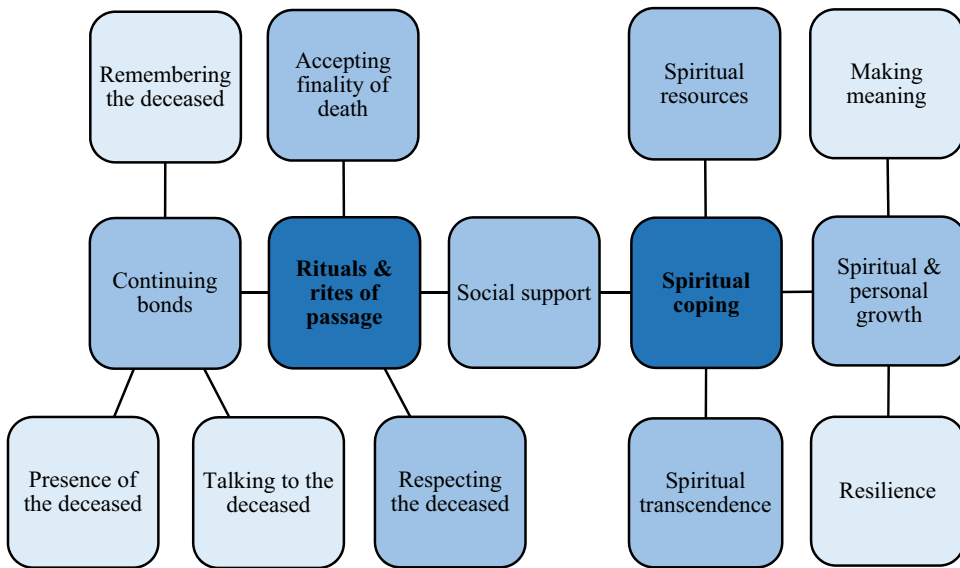 Remembering
the deceased
Accepting
finality of
death
Spiritual
resources
Making
meaning
Continuing
bonds
Rituals &
rites of
passage
Social support
Spiritual
coping
Spiritual &
personal
growth
Presence of
the deceased
Talking to the
deceased
Respecting
the deceased
Spiritual
transcendence
Resilience